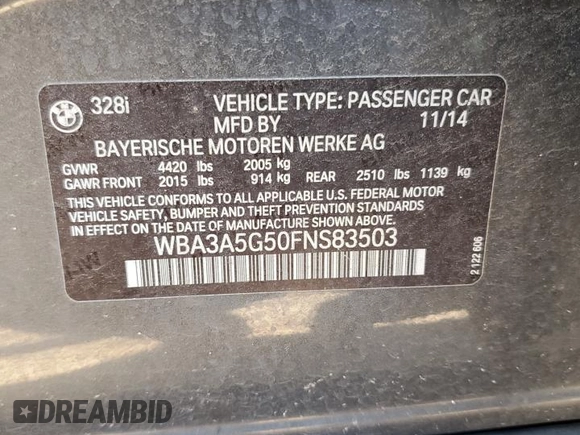 328i VEHICLE TYPE: PASSENGER CAR
MFD BY 11/14
BAYERISCHE MOTOREN WERKE AG
GVWR 4420 lbs 2005 kg
GAWR FRONT 2015 lbs 914 kg REAR 2510 lbs 1139 kg
THIS VEHICLE CONFORMS TO ALL APPLICABLE U.S. FEDERAL MOTOR
VEHICLE SAFETY, BUMPER AND THEFT PREVENTION STANDARDS
IN EFFECT ON THE DATE OF MANUFACTURE SHOWN ABOVE.
WBA3A5G50FNS83503
2 122 606
DREAMBID